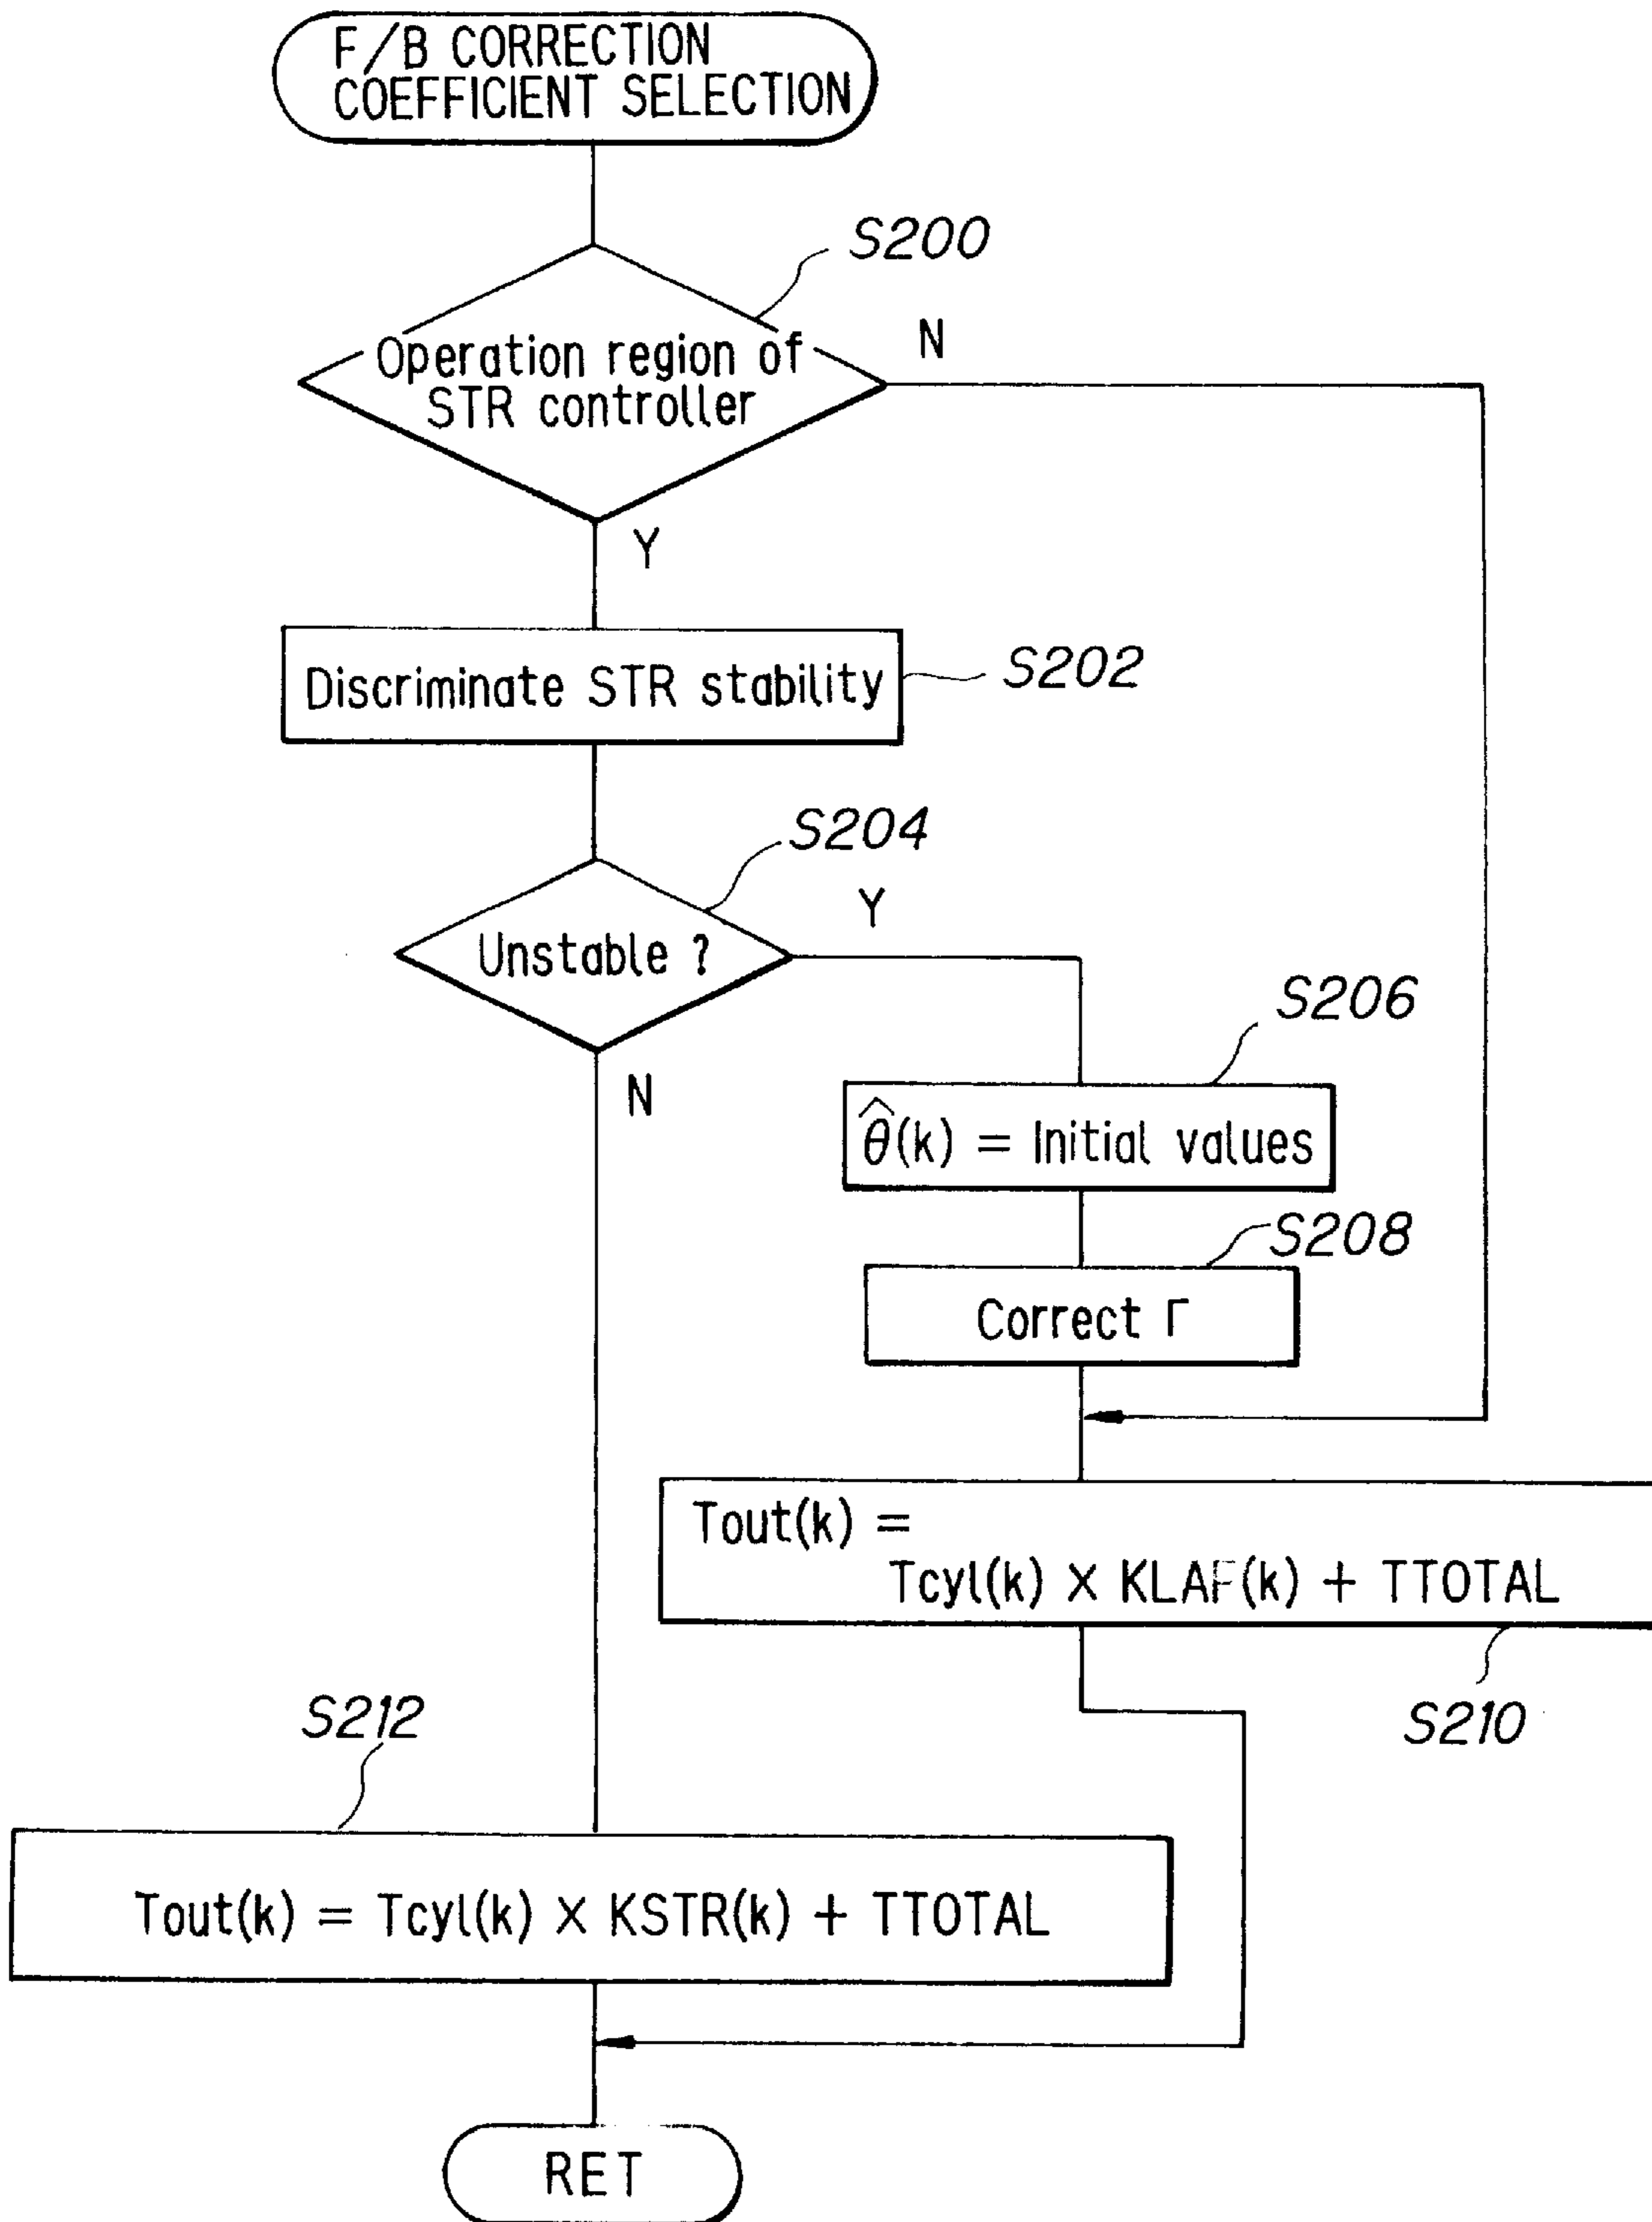 F/B CORRECTION
COEFFICIENT SELECTION
S200
Operation region of
STR controller
N
Y
Discriminate STR stability
S202
S204
Unstable ?
Y
N
S206
θ̂(k) = Initial values
S208
Correct Γ
Tout(k) =
Tcyl(k) × KLAF(k) + TTOTAL
S210
S212
Tout(k) = Tcyl(k) × KSTR(k) + TTOTAL
RET